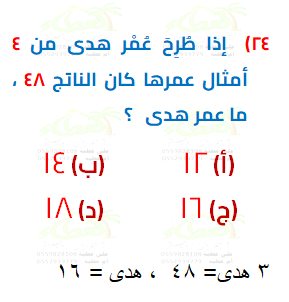 ٢٤) إذا طُرِحَ عُمْر هدى من ٤
أمثال عمرها كان الناتج ٤٨ ،
ما عمر هدى ؟
(أ) ١٢ (ب) ١٤
(ج) ١٦ (د) ١٨
٣ هدى= ٤٨ ، هدى = ١٦